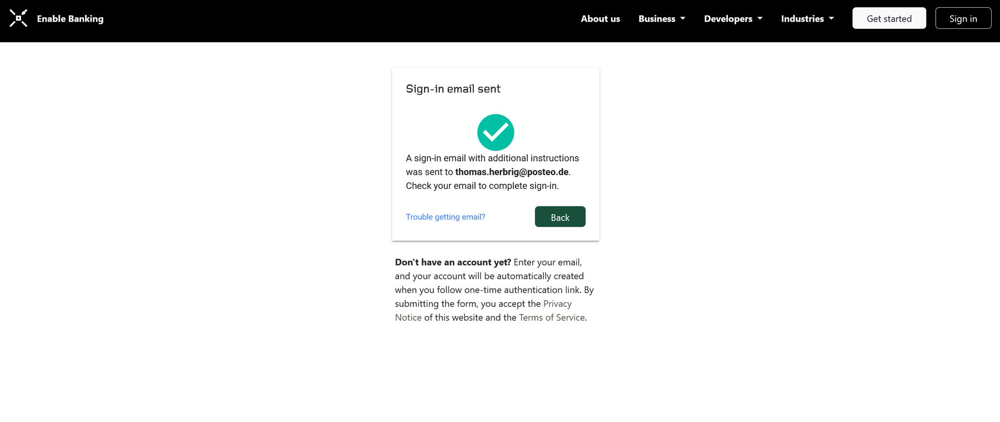 Enable Banking
About us
Business
Developers
Industries
Get started
Sign in
Sign-in email sent
A sign-in email with additional instructions
was sent to thomas.herbrig@posteo.de.
Check your email to complete sign-in.
Trouble getting email?
Back
Don't have an account yet? Enter your email,
and your account will be automatically created
when you follow one-time authentication link. By
submitting the form, you accept the Privacy
Notice of this website and the Terms of Service.